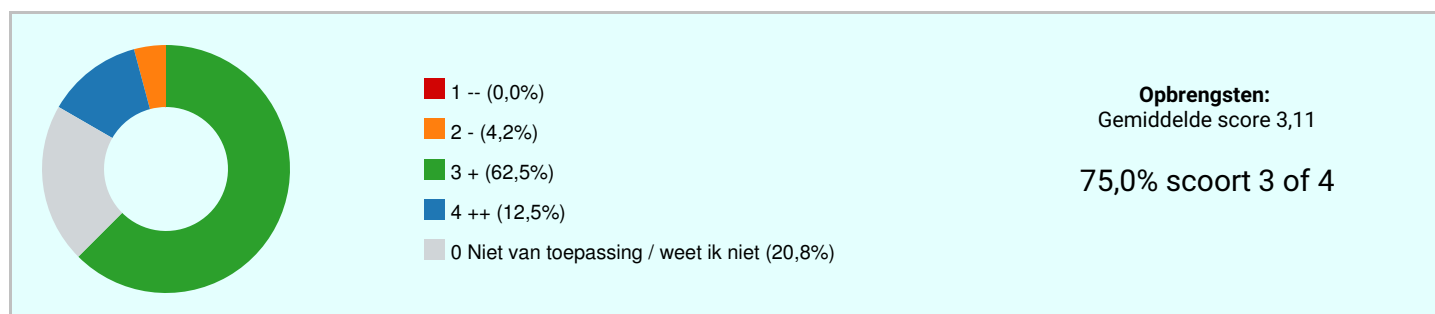 1 -- (0,0%)
2 - (4,2%)
3 + (62,5%)
4 ++ (12,5%)
0 Niet van toepassing / weet ik niet (20,8%)
Opbrengsten:
Gemiddelde score 3,11
75,0% scoort 3 of 4